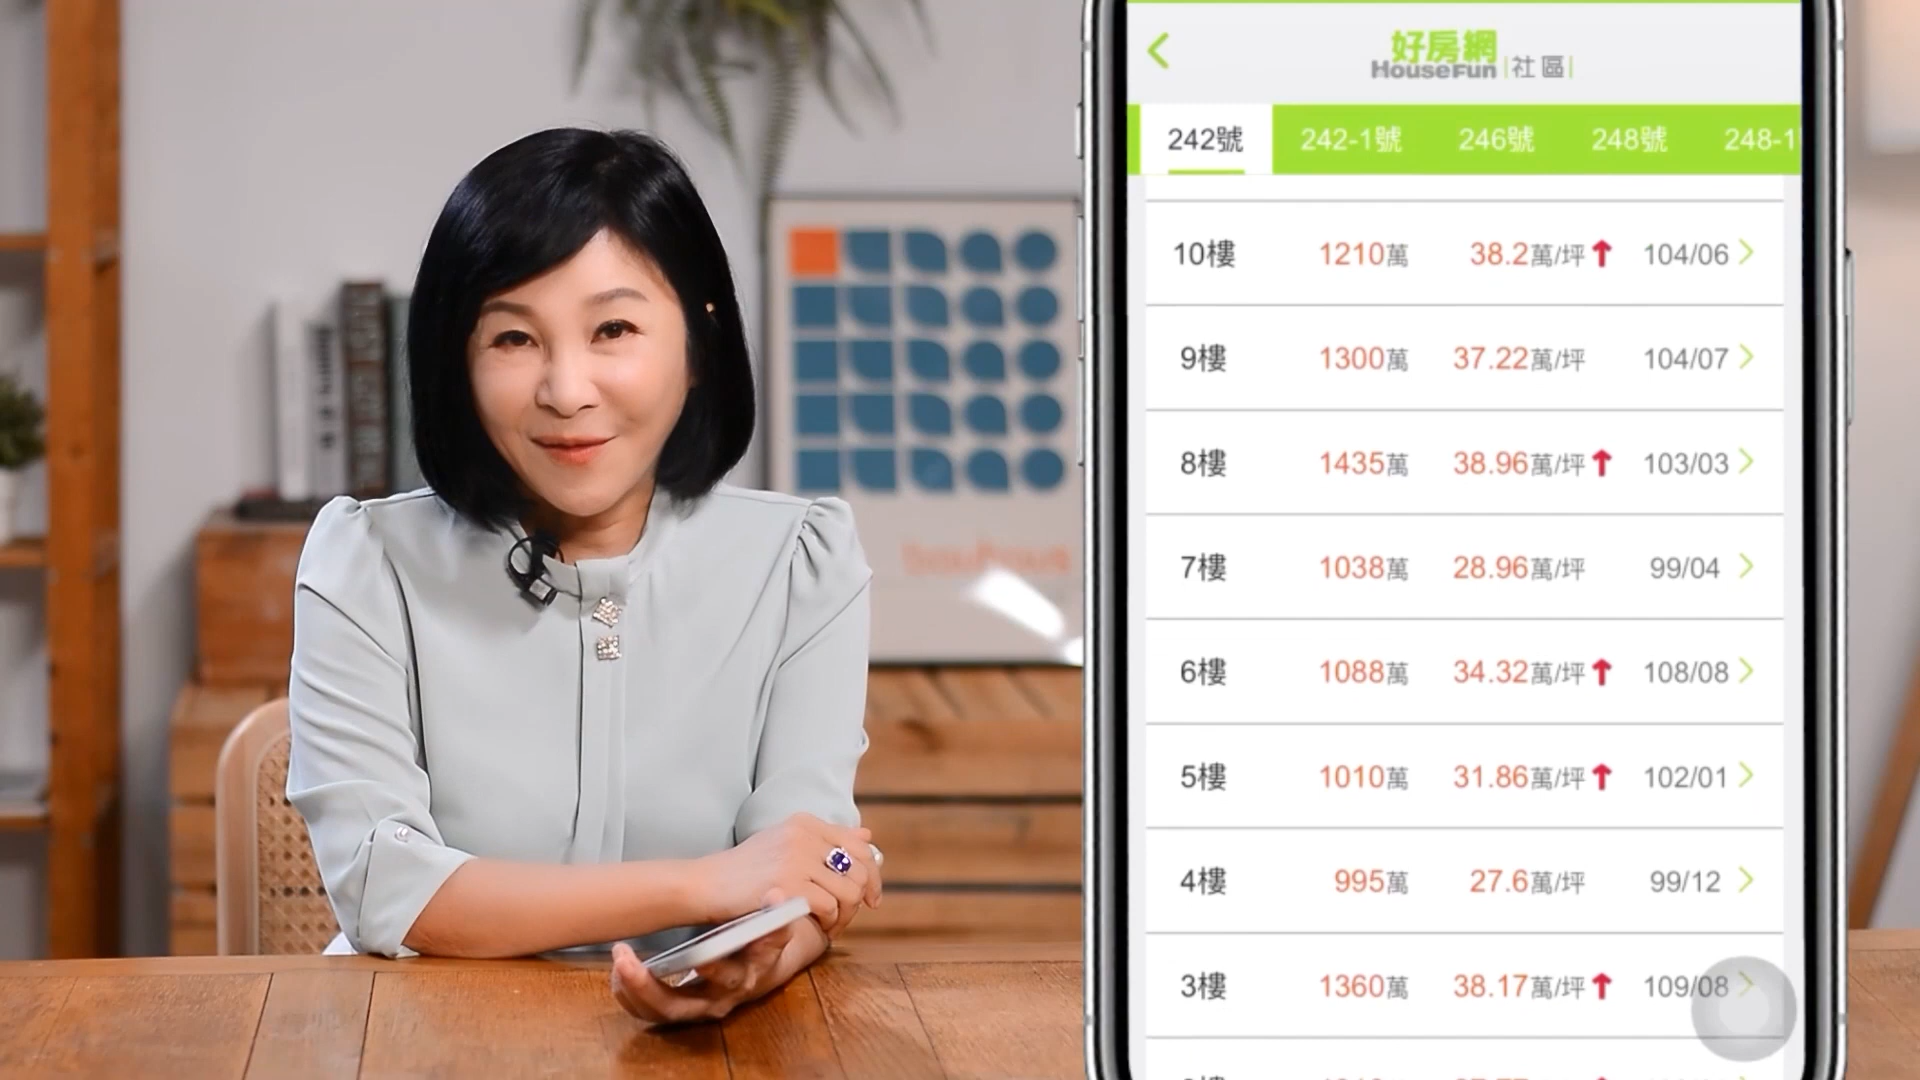 好房網
HouseFun 社區
242號 242-1號 246號 248號 248-1
10樓 1210萬 38.2萬/坪 104/06
9樓 1300萬 37.22萬/坪 104/07
8樓 1435萬 38.96萬/坪 103/03
7樓 1038萬 28.96萬/坪 99/04
6樓 1088萬 34.32萬/坪 108/08
5樓 1010萬 31.86萬/坪 102/01
4樓 995萬 27.6萬/坪 99/12
3樓 1360萬 38.17萬/坪 109/08
bauhaus